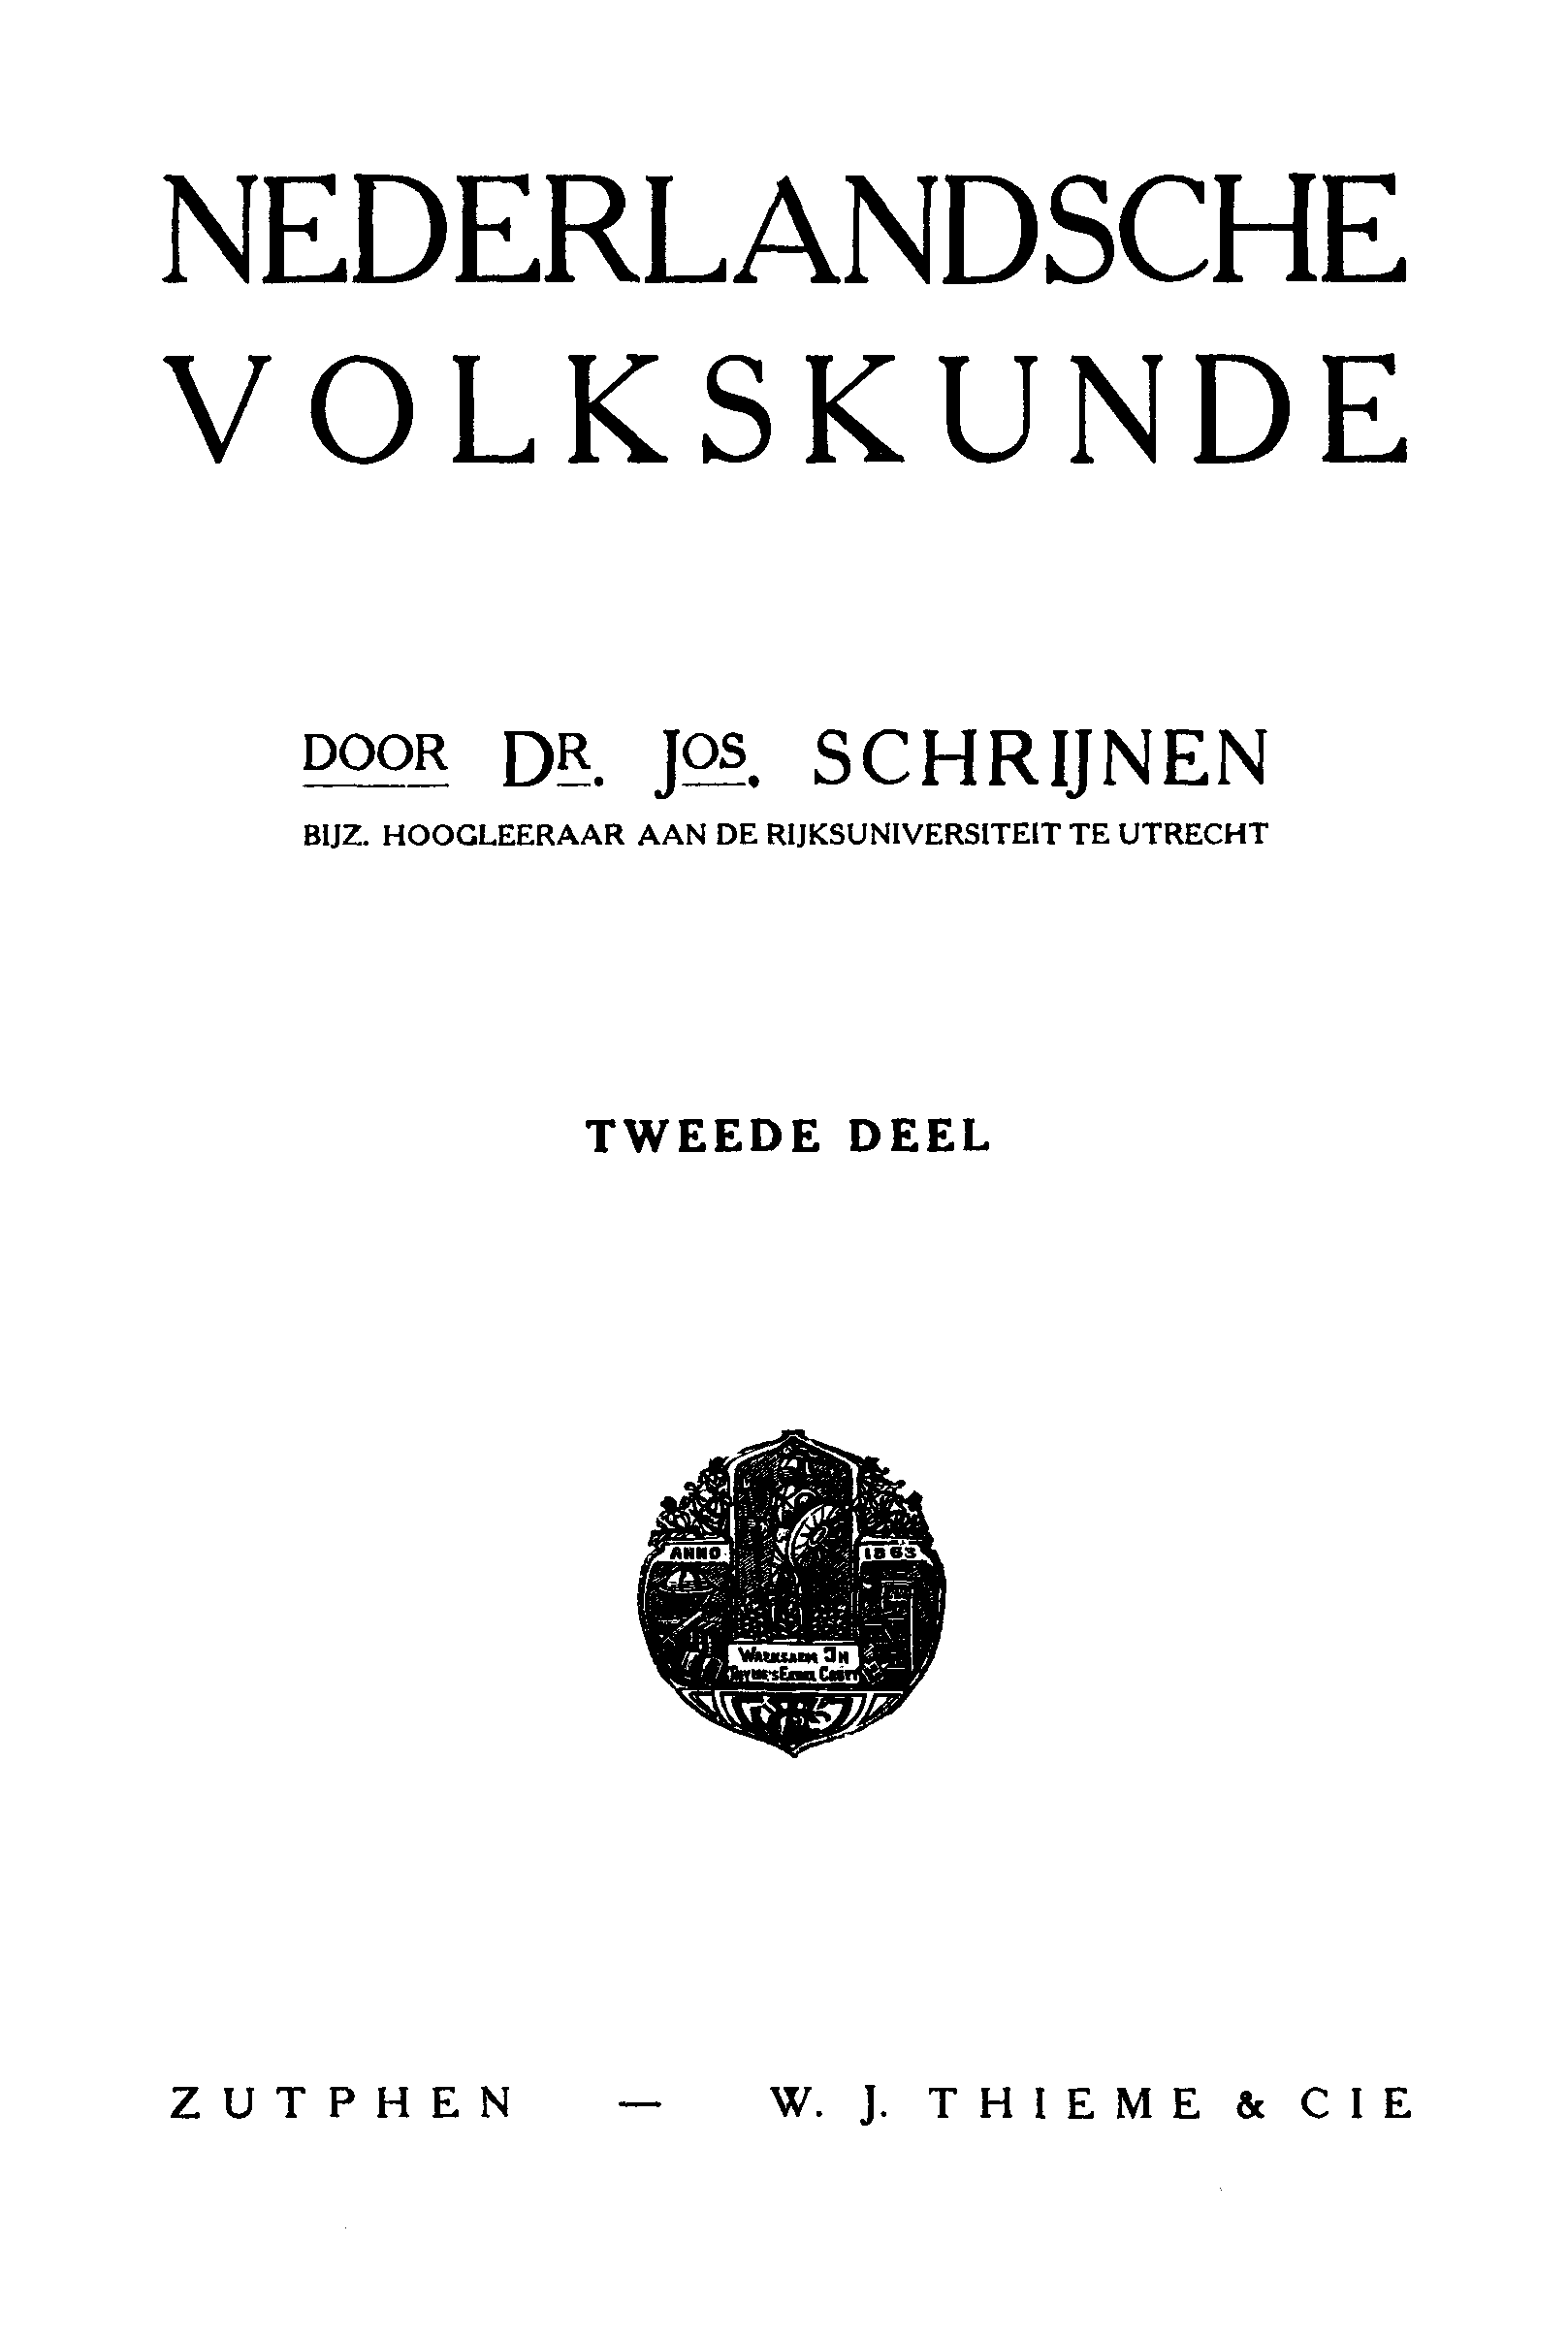 NEDERLANDSCHE
VOLKSKUNDE
DOOR DR. JOS. SCHRIJNEN
BIJZ. HOOGLEERAAR AAN DE RIJKSUNIVERSITEIT TE UTRECHT
TWEEDE DEEL
ANNO 1863
ZUTPHEN — W. J. THIEME & CIE